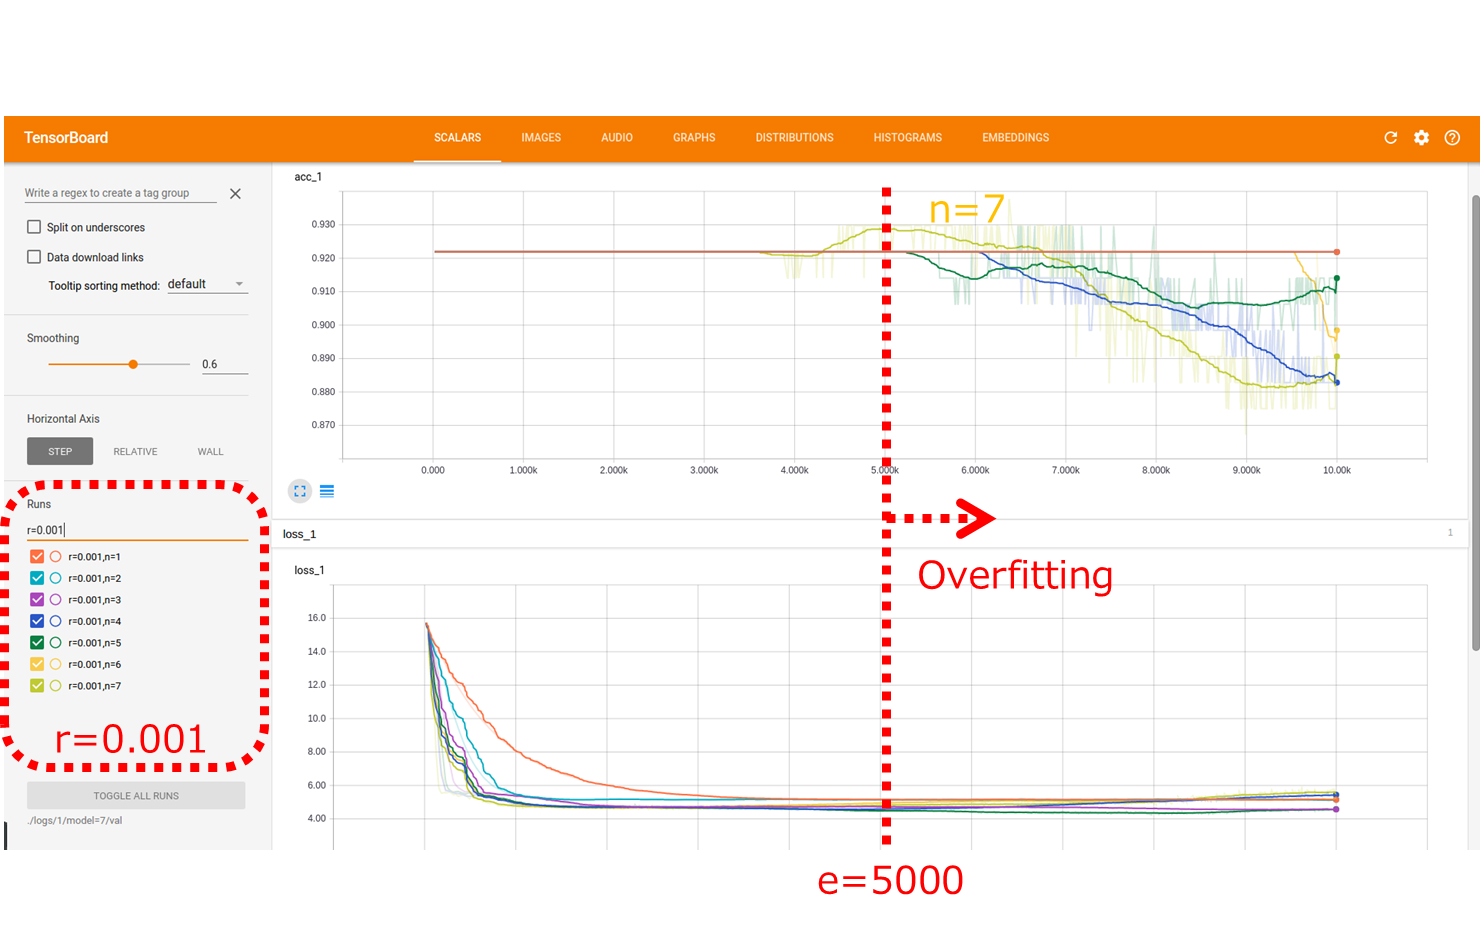 TensorBoard
SCALARS IMAGES AUDIO GRAPHS DISTRIBUTIONS HISTOGRAMS EMBEDDINGS
Write a regex to create a tag group
Split on underscores
Data download links
Tooltip sorting method: default
Smoothing
0.6
Horizontal Axis
STEP RELATIVE WALL
Runs
r=0.001
r=0.001,n=1
r=0.001,n=2
r=0.001,n=3
r=0.001,n=4
r=0.001,n=5
r=0.001,n=6
r=0.001,n=7
r=0.001
TOGGLE ALL RUNS
./logs/1/model=7/val
acc_1
n=7
0.930
0.920
0.910
0.900
0.890
0.880
0.870
0.000 1.000k 2.000k 3.000k 4.000k 5.000k 6.000k 7.000k 8.000k 9.000k 10.00k
loss_1 1
loss_1
Overfitting
16.0
14.0
12.0
10.0
8.00
6.00
4.00
e=5000